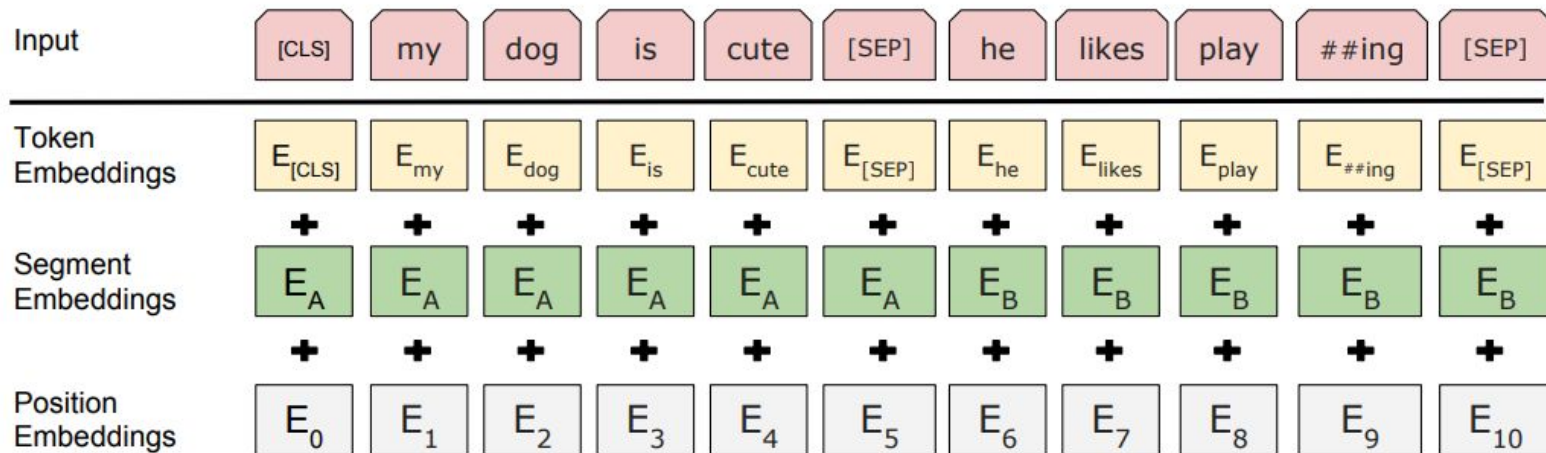 Input [CLS] my dog is cute [SEP] he likes play ##ing [SEP]
Token
Embeddings E[CLS] Emy Edog Eis Ecute E[SEP] Ehe Elikes Eplay E##ing E[SEP]
+ + + + + + + + + + +
Segment
Embeddings EA EA EA EA EA EA EB EB EB EB EB
+ + + + + + + + + + +
Position
Embeddings E0 E1 E2 E3 E4 E5 E6 E7 E8 E9 E10